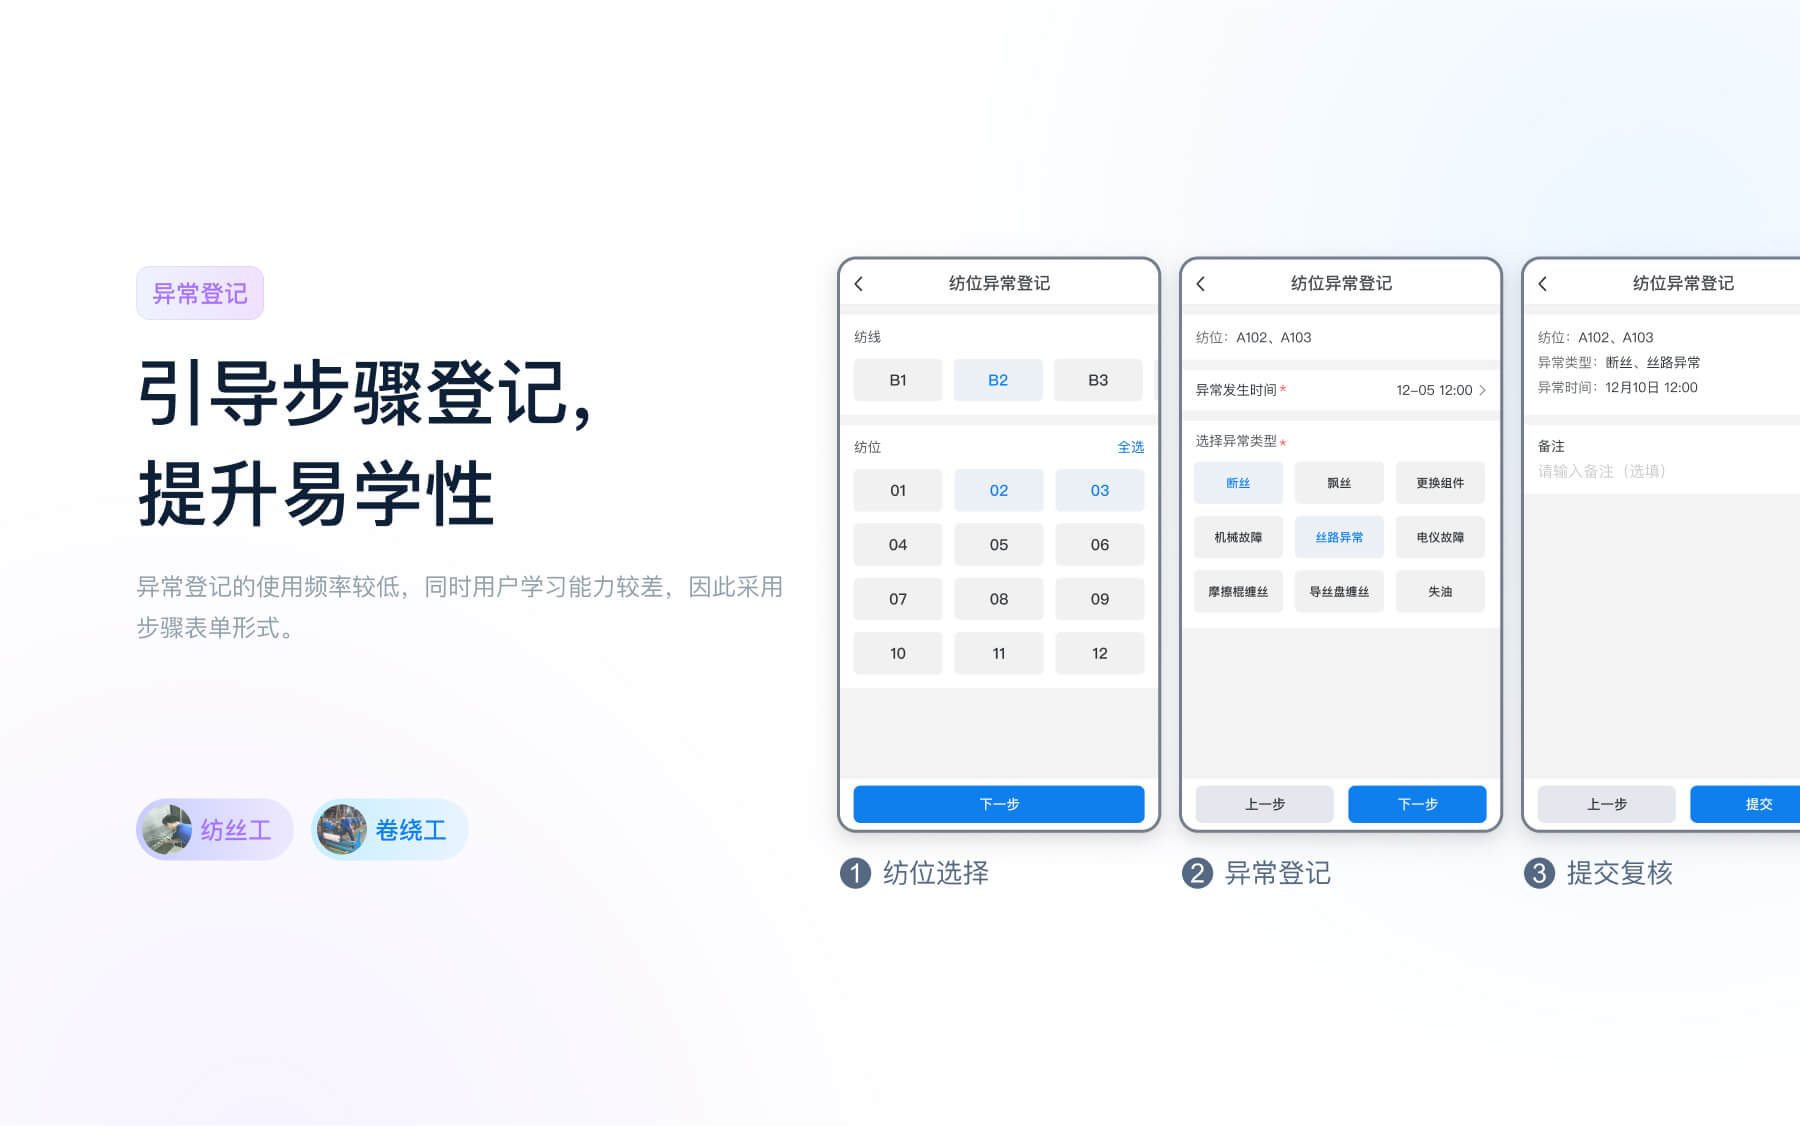 异常登记
引导步骤登记，
提升易学性
异常登记的使用频率较低，同时用户学习能力较差，因此采用
步骤表单形式。
纺丝工
卷绕工
纺位异常登记
纺线
B1
B2
B3
纺位
全选
01
02
03
04
05
06
07
08
09
10
11
12
下一步
1 纺位选择
纺位异常登记
纺位：A102、A103
异常发生时间* 12-05 12:00
选择异常类型*
断丝
飘丝
更换组件
机械故障
丝路异常
电仪故障
摩擦棍缠丝
导丝盘缠丝
失油
上一步
下一步
2 异常登记
纺位异常登记
纺位：A102、A103
异常类型：断丝、丝路异常
异常时间：12月10日 12:00
备注
请输入备注（选填）
上一步
提交
3 提交复核